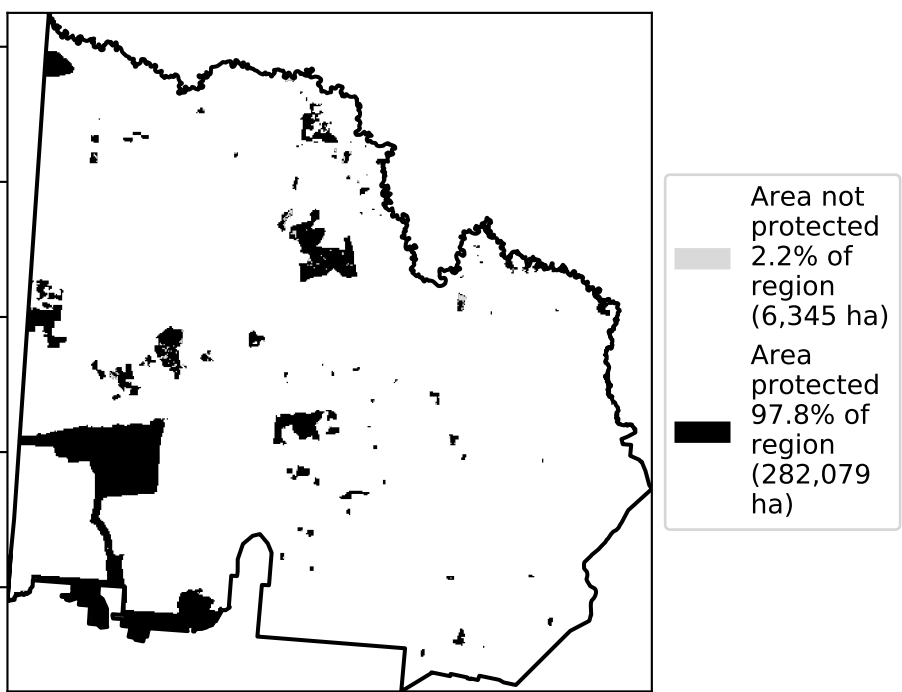 Area not
protected
2.2% of
region
(6,345 ha)
Area
protected
97.8% of
region
(282,079
ha)